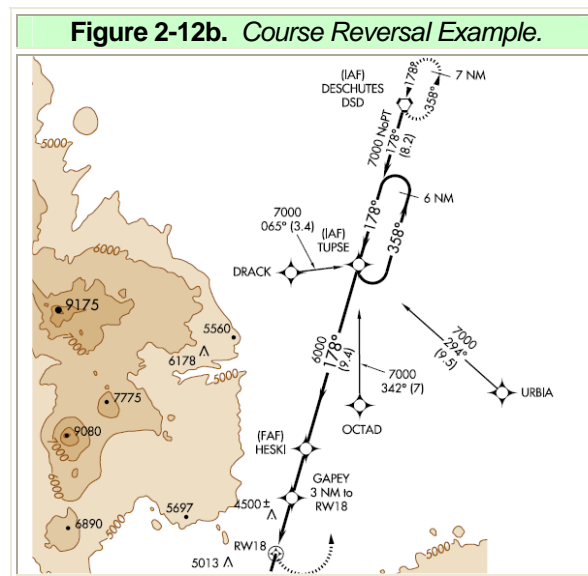 Figure 2-12b. Course Reversal Example.
(IAF)
DESCHUTES
DSD
178°
358°
7 NM
7000 NoPT
178°
(8.2)
5000
6 NM
178°
358°
7000
065° (3.4)
(IAF)
TUPSE
6000
DRACK
9175
5560
6178
5000
7000
294°
(9.5)
6000
178°
(9.4)
7000
342° (7)
7775
URBIA
OCTAD
9080
(FAF)
HESKI
GAPEY
3 NM to
RW18
4500 ±
5697
6890
5000
RW18
5013
5000